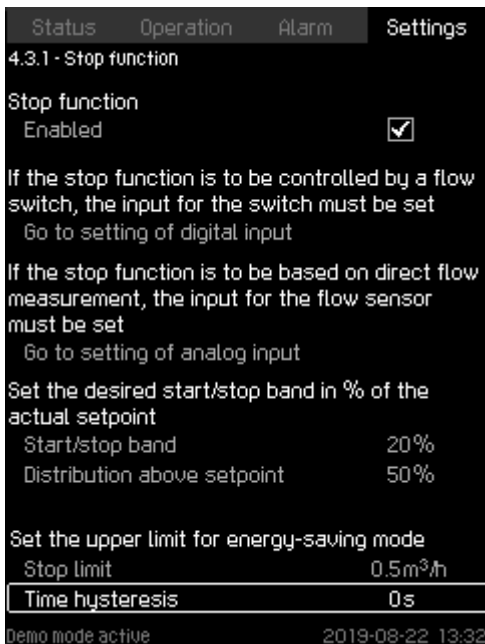 Status Operation Alarm Settings
4.3.1 - Stop function
Stop function
Enabled
If the stop function is to be controlled by a flow
switch, the input for the switch must be set
Go to setting of digital input
If the stop function is to be based on direct flow
measurement, the input for the flow sensor
must be set
Go to setting of analog input
Set the desired start/stop band in % of the
actual setpoint
Start/stop band 20%
Distribution above setpoint 50%
Set the upper limit for energy-saving mode
Stop limit 0.5m³/h
Time hysteresis 0s
Demo mode active 2019-08-22 13:32